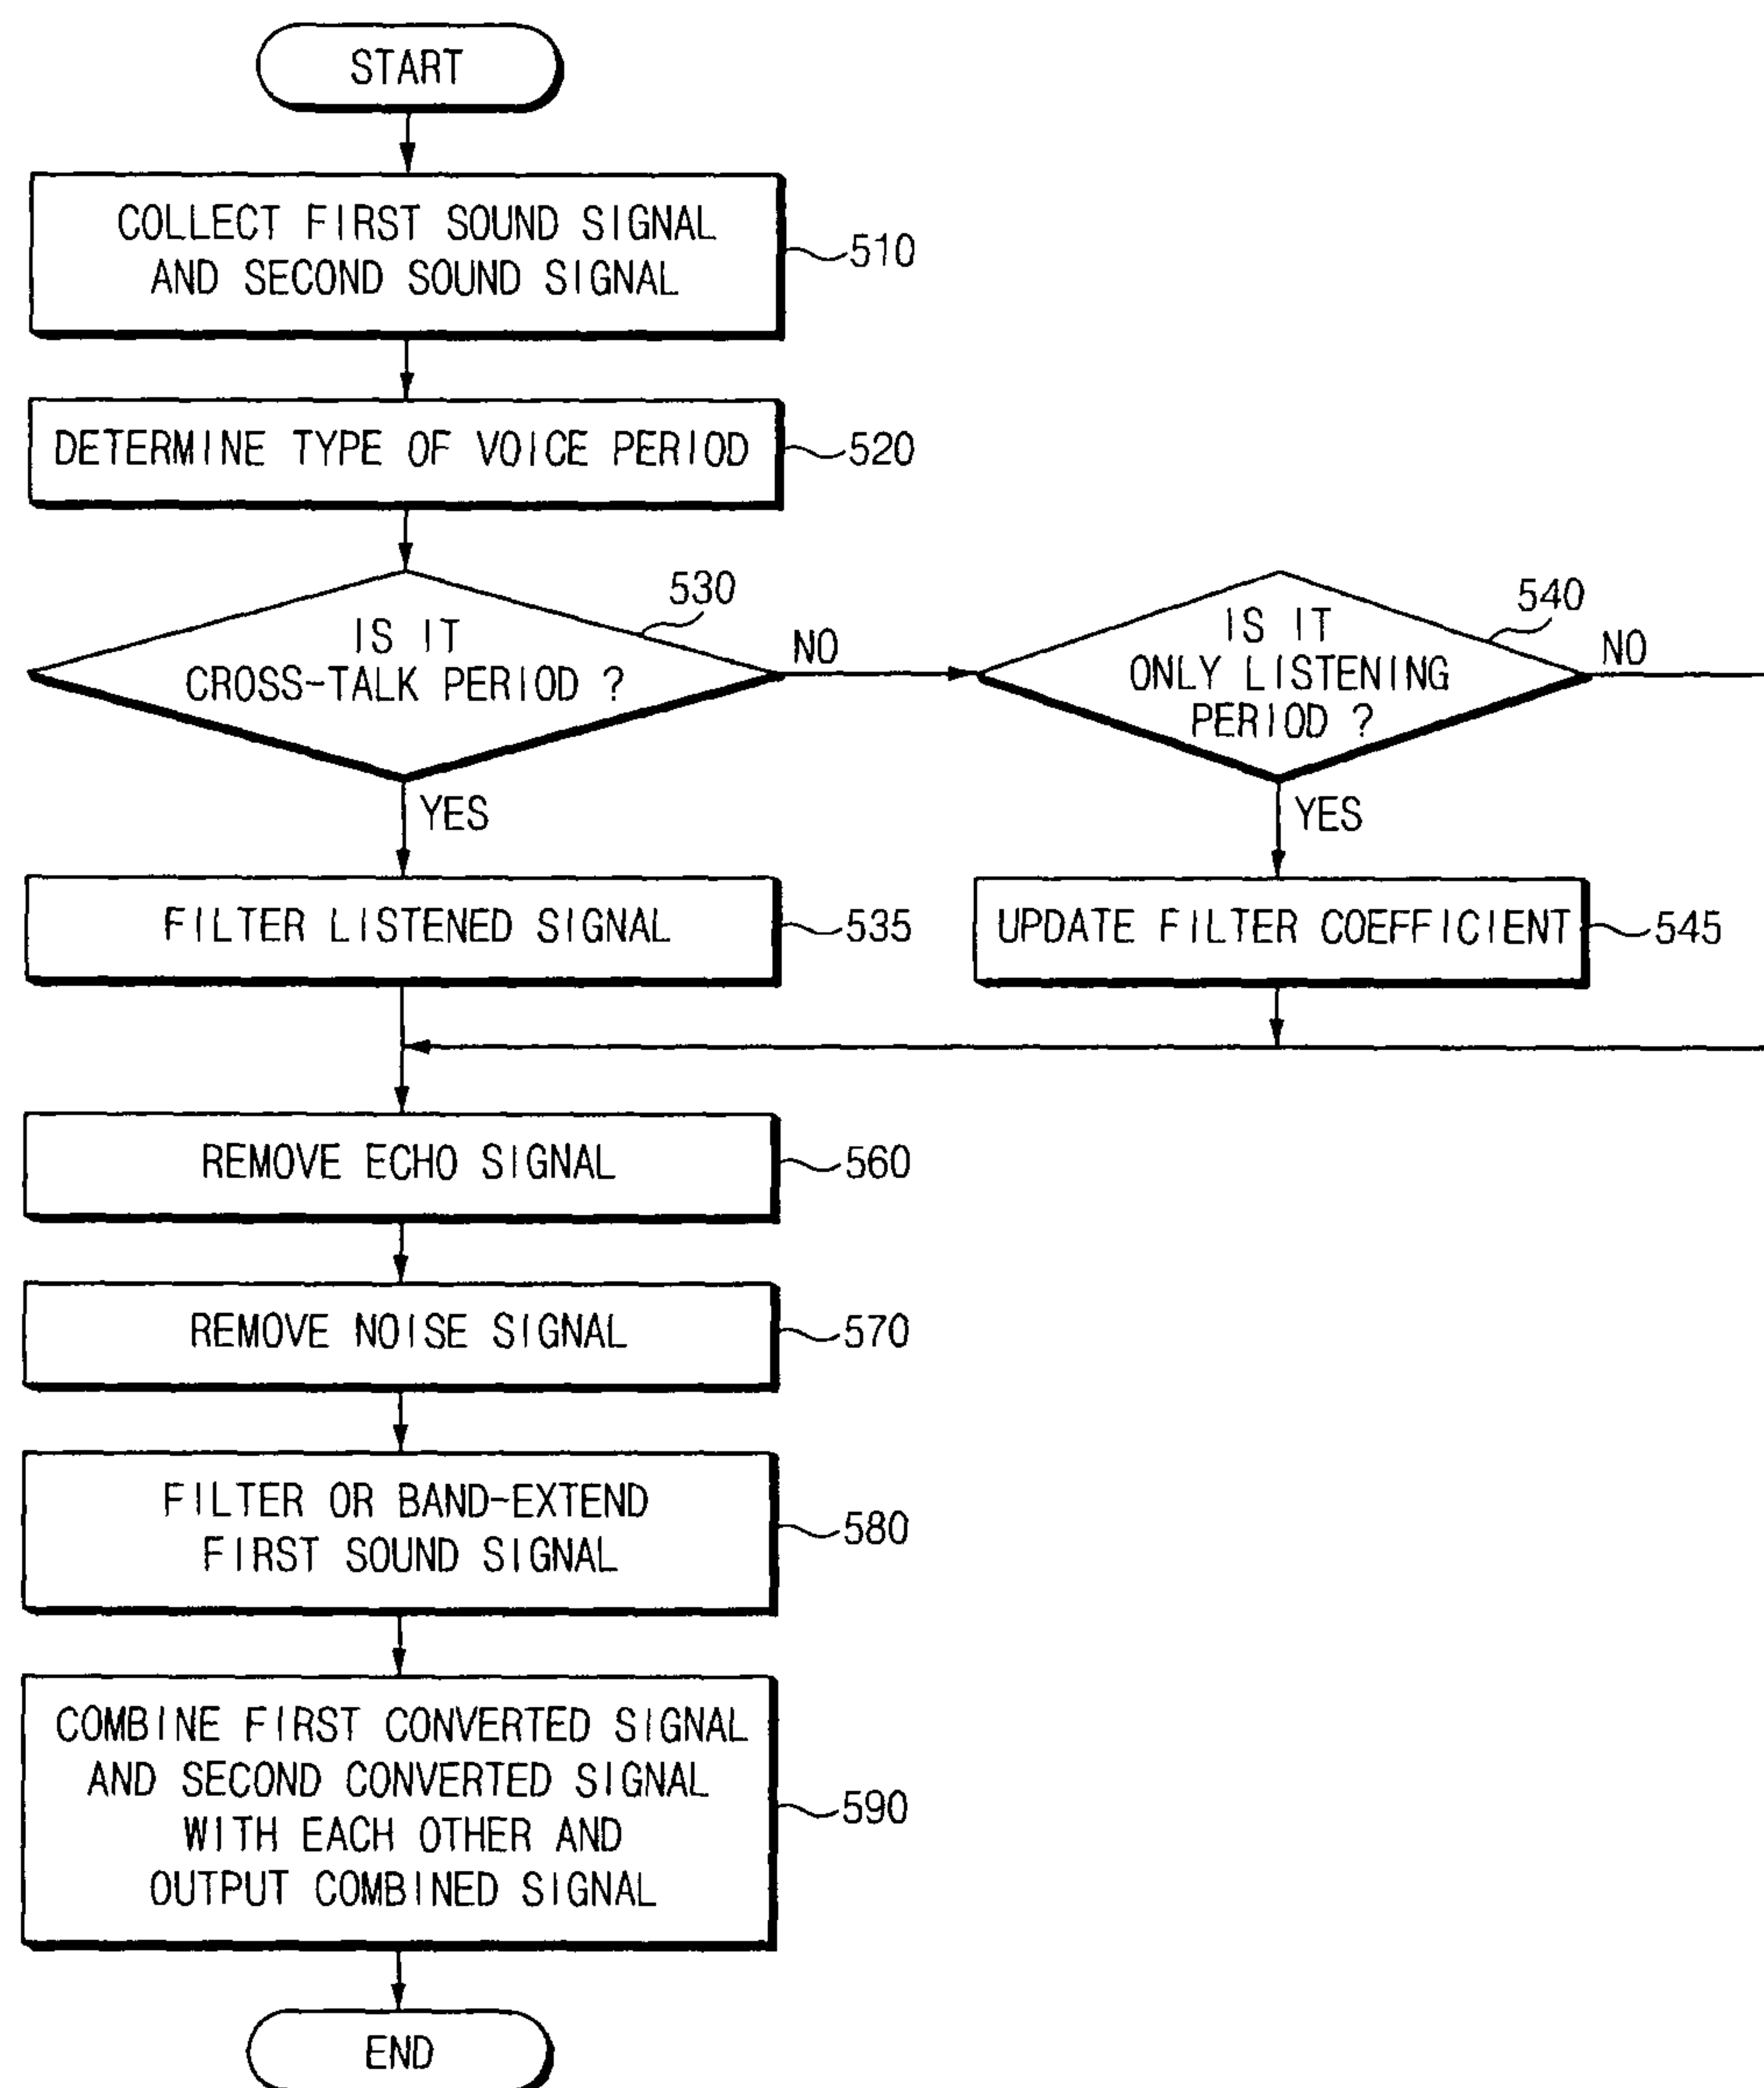 START
COLLECT FIRST SOUND SIGNAL
AND SECOND SOUND SIGNAL
510
DETERMINE TYPE OF VOICE PERIOD
520
530
IS IT
CROSS-TALK PERIOD ?
NO
YES
540
IS IT
ONLY LISTENING
PERIOD ?
NO
YES
FILTER LISTENED SIGNAL
535
UPDATE FILTER COEFFICIENT
545
REMOVE ECHO SIGNAL
560
REMOVE NOISE SIGNAL
570
FILTER OR BAND-EXTEND
FIRST SOUND SIGNAL
580
COMBINE FIRST CONVERTED SIGNAL
AND SECOND CONVERTED SIGNAL
WITH EACH OTHER AND
OUTPUT COMBINED SIGNAL
590
END